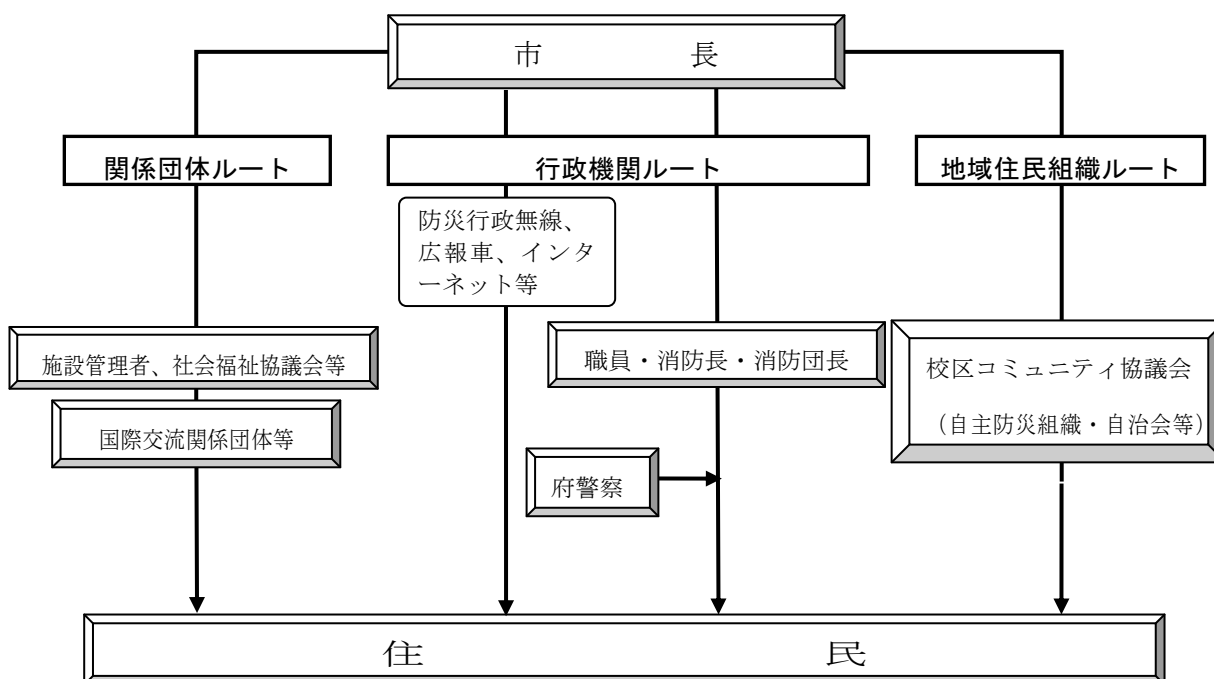 市 長
関係団体ルート
行政機関ルート
地域住民組織ルート
防災行政無線、
広報車、インタ
ーネット等
施設管理者、社会福祉協議会等
職員・消防長・消防団長
校区コミュニティ協議会
（自主防災組織・自治会等）
国際交流関係団体等
府警察
住 民